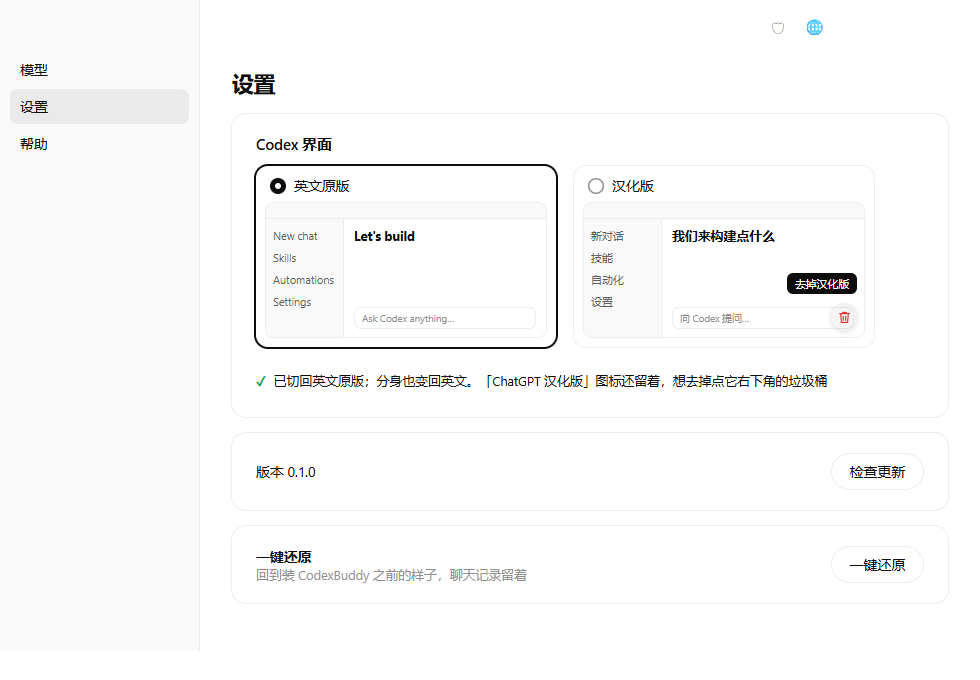 模型
设置
帮助
设置
Codex 界面
英文原版
New chat
Skills
Automations
Settings
Let's build
Ask Codex anything...
汉化版
新对话
技能
自动化
设置
我们来构建点什么
去掉汉化版
向 Codex 提问...
✓ 已切回英文原版；分身也变回英文。「ChatGPT 汉化版」图标还留着，想去掉点它右下角的垃圾桶
版本 0.1.0
检查更新
一键还原
回到装 CodexBuddy 之前的样子，聊天记录留着
一键还原